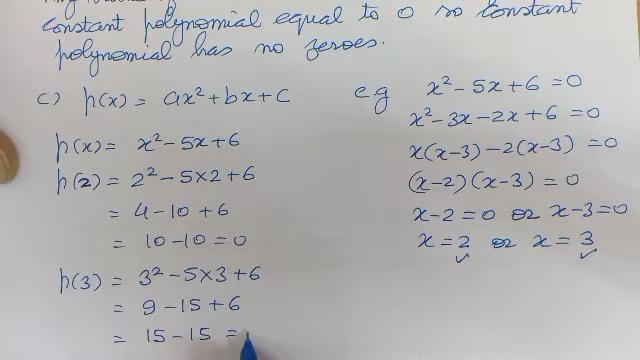 constant polynomial equal to 0 so constant
polynomial has no zeroes.
c) p(x) = ax² + bx + c
p(x) = x² - 5x + 6
p(2) = 2² - 5×2 + 6
= 4 - 10 + 6
= 10 - 10 = 0
p(3) = 3² - 5×3 + 6
= 9 - 15 + 6
= 15 - 15 =
e.g x² - 5x + 6 = 0
x² - 3x - 2x + 6 = 0
x(x-3) - 2(x-3) = 0
(x-2)(x-3) = 0
x-2 = 0 or x-3 = 0
x = 2 or x = 3